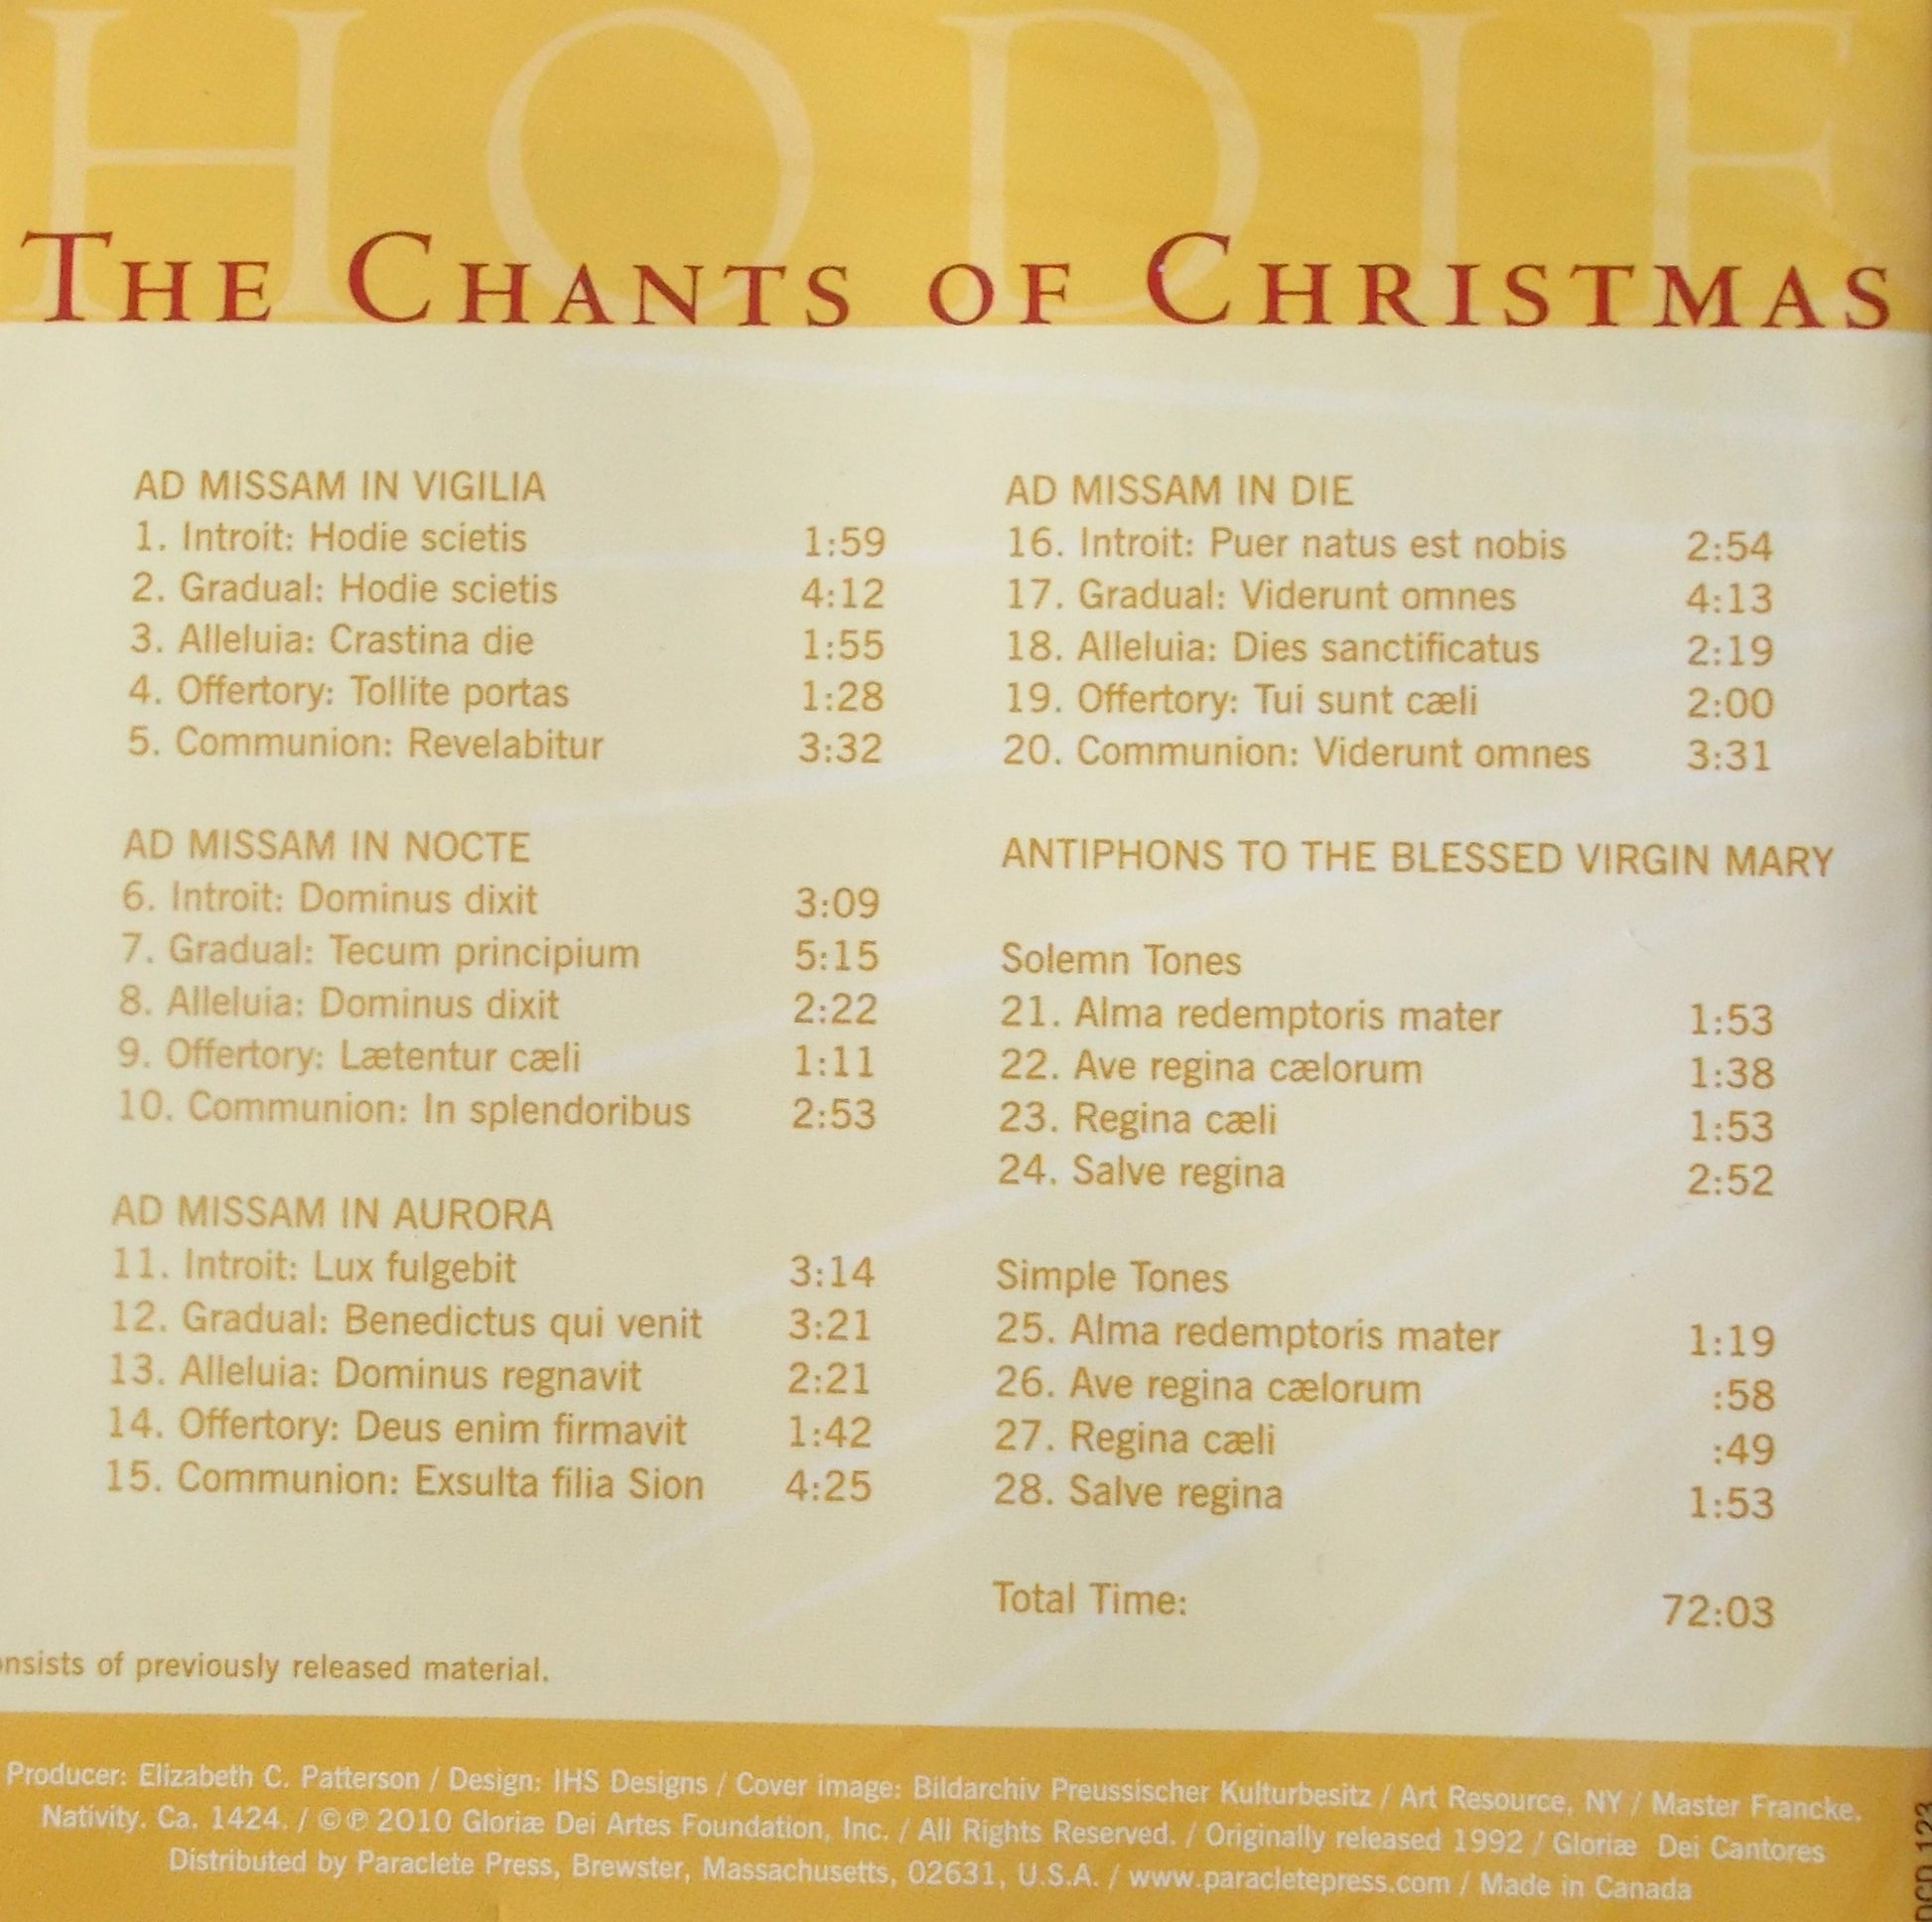 HODIE
THE CHANTS OF CHRISTMAS
AD MISSAM IN VIGILIA
1. Introit: Hodie scietis 1:59
2. Gradual: Hodie scietis 4:12
3. Alleluia: Crastina die 1:55
4. Offertory: Tollite portas 1:28
5. Communion: Revelabitur 3:32
AD MISSAM IN NOCTE
6. Introit: Dominus dixit 3:09
7. Gradual: Tecum principium 5:15
8. Alleluia: Dominus dixit 2:22
9. Offertory: Lætentur cæli 1:11
10. Communion: In splendoribus 2:53
AD MISSAM IN AURORA
11. Introit: Lux fulgebit 3:14
12. Gradual: Benedictus qui venit 3:21
13. Alleluia: Dominus regnavit 2:21
14. Offertory: Deus enim firmavit 1:42
15. Communion: Exsulta filia Sion 4:25
AD MISSAM IN DIE
16. Introit: Puer natus est nobis 2:54
17. Gradual: Viderunt omnes 4:13
18. Alleluia: Dies sanctificatus 2:19
19. Offertory: Tui sunt cæli 2:00
20. Communion: Viderunt omnes 3:31
ANTIPHONS TO THE BLESSED VIRGIN MARY
Solemn Tones
21. Alma redemptoris mater 1:53
22. Ave regina cælorum 1:38
23. Regina cæli 1:53
24. Salve regina 2:52
Simple Tones
25. Alma redemptoris mater 1:19
26. Ave regina cælorum :58
27. Regina cæli :49
28. Salve regina 1:53
Total Time: 72:03
of previously released material.
Producer: Elizabeth C. Patterson / Design: IHS Designs / Cover image: Bildarchiv Preussischer Kulturbesitz / Art Resource, NY / Master Francke.
Nativity. Ca. 1424. / ©℗ 2010 Gloriæ Dei Artes Foundation, Inc. / All Rights Reserved. / Originally released 1992 / Gloriæ Dei Cantores
Distributed by Paraclete Press, Brewster, Massachusetts, 02631, U.S.A. / www.paracletepress.com / Made in Canada